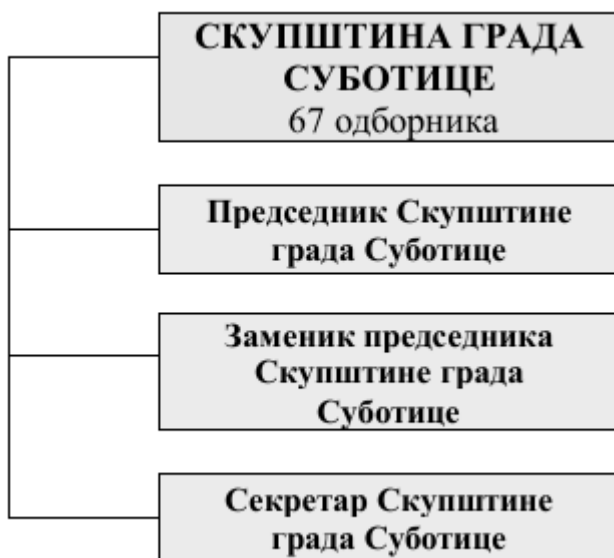 СКУПШТИНА ГРАДА
СУБОТИЦЕ
67 одборника
Председник Скупштине
града Суботице
Заменик председника
Скупштине града
Суботице
Секретар Скупштине
града Суботице